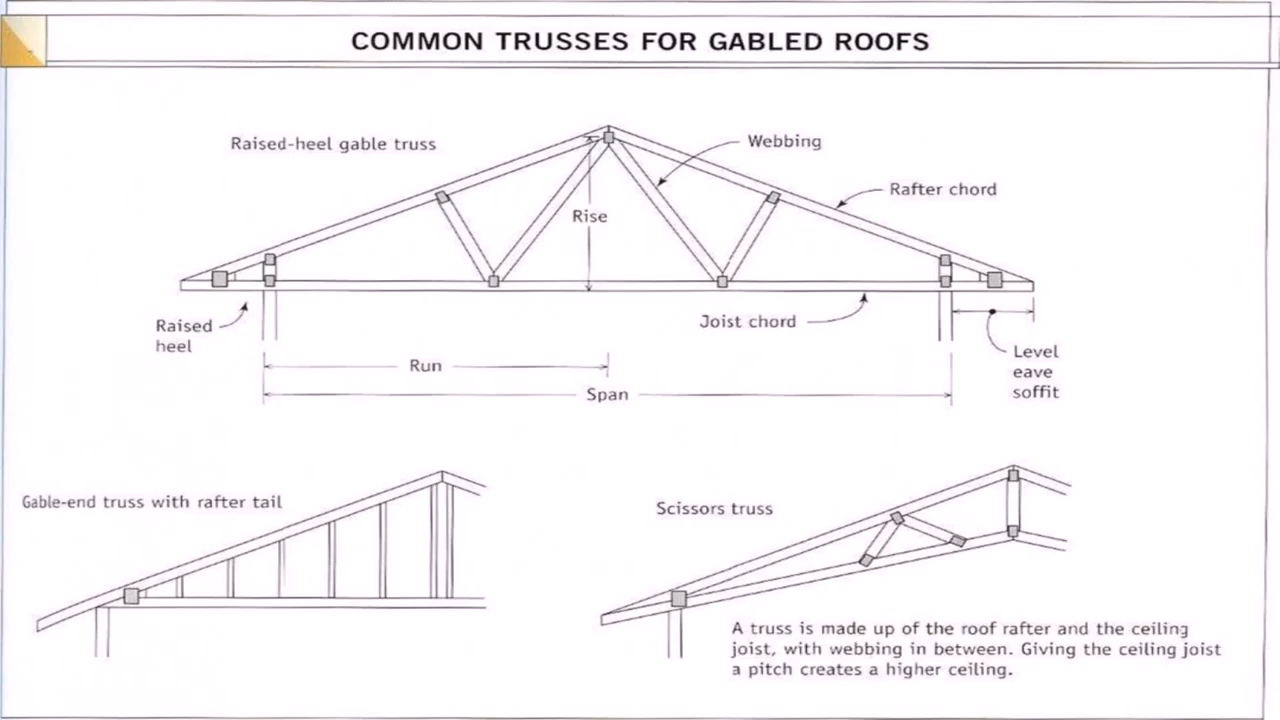 COMMON TRUSSES FOR GABLED ROOFS
Raised-heel gable truss
Webbing
Rafter chord
Rise
Raised
heel
Joist chord
Level
eave
soffit
Run
Span
Gable-end truss with rafter tail
Scissors truss
A truss is made up of the roof rafter and the ceiling
joist, with webbing in between. Giving the ceiling joist
a pitch creates a higher ceiling.